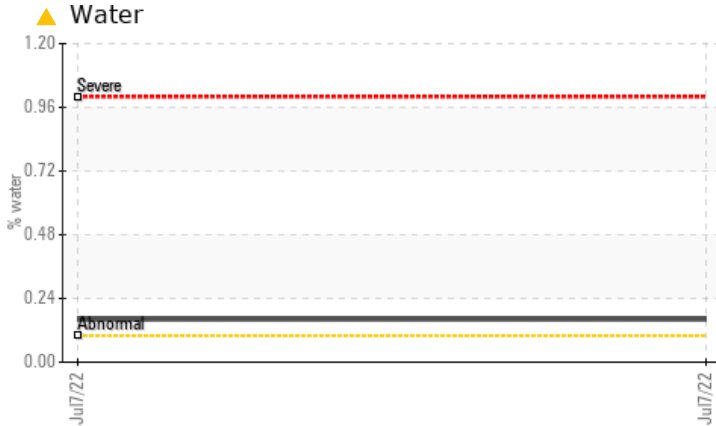 Water
1.20
Severe
0.96
0.72
% water
0.48
0.24
Abnormal
0.00
Jul7/22
Jul7/22